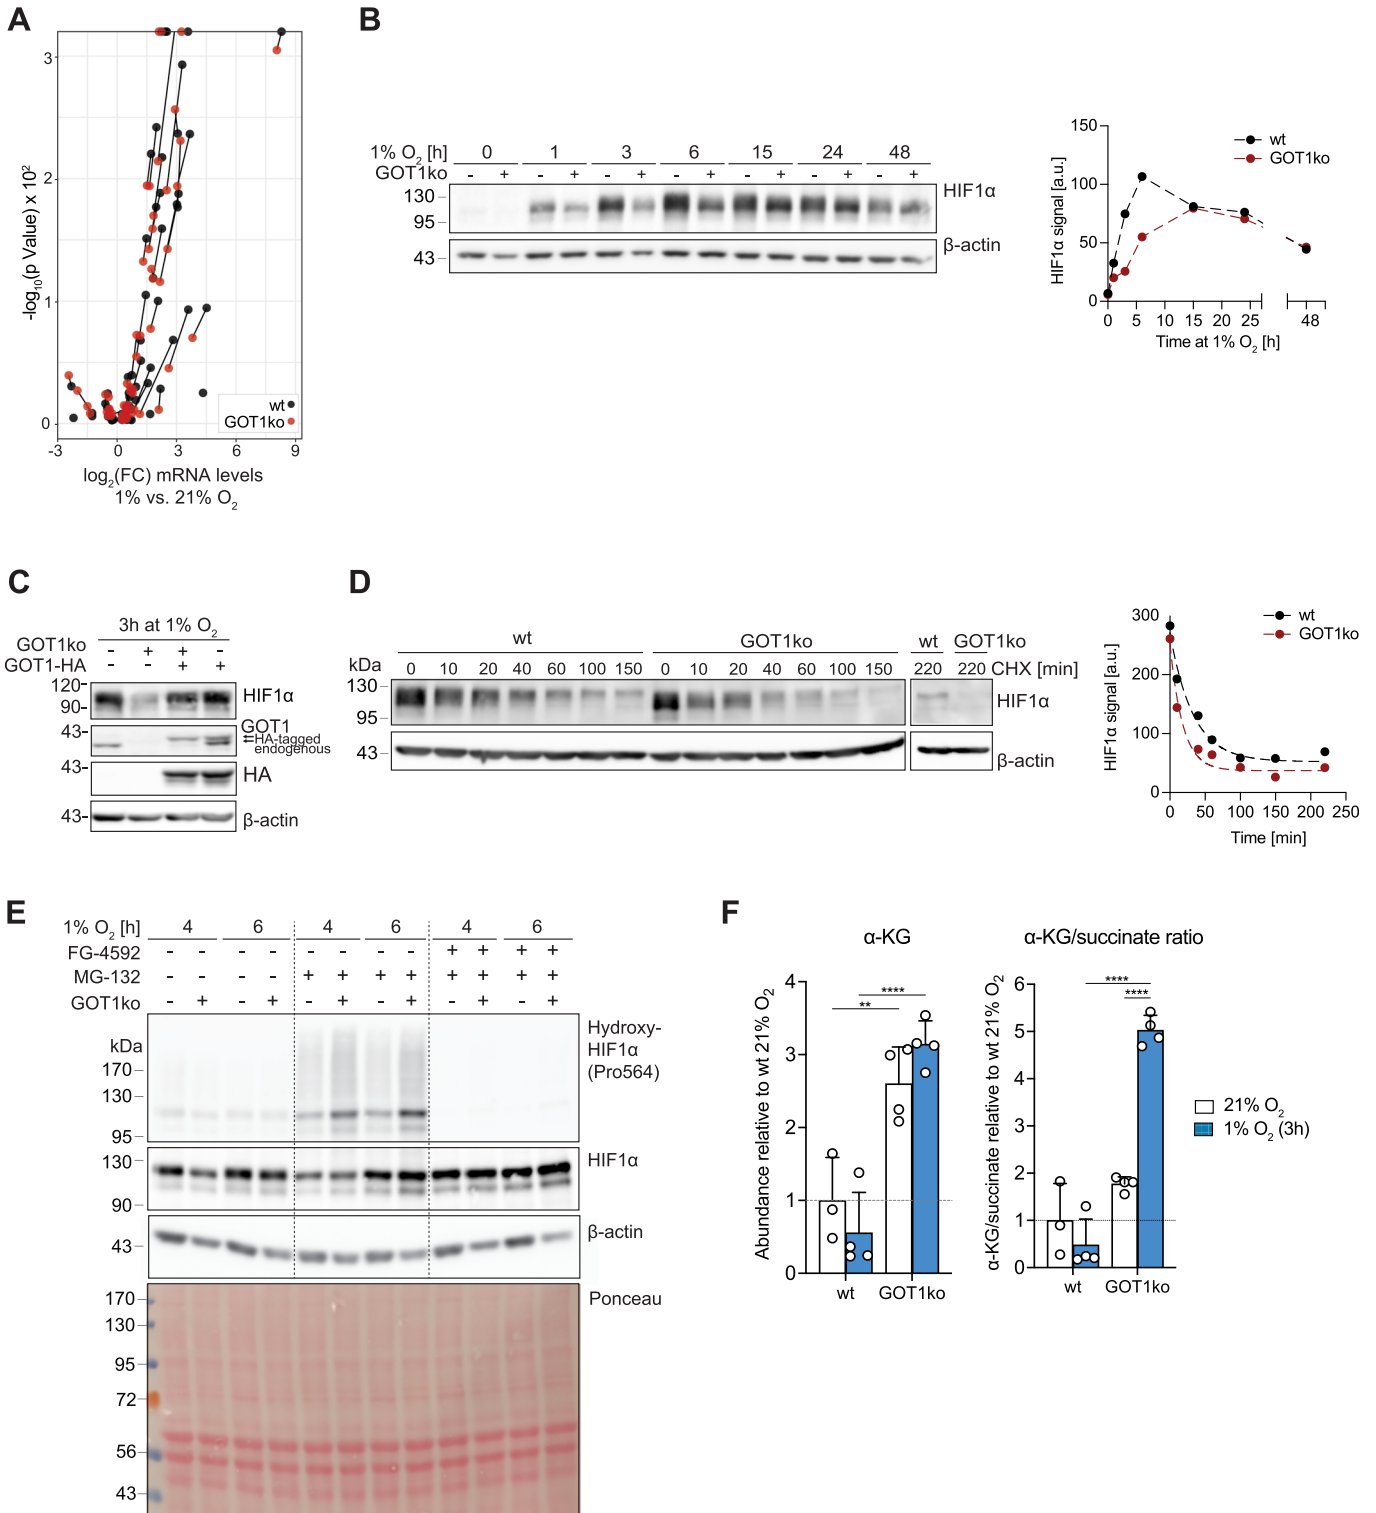 A
3
2
1
0
-log10(p Value) x 10²
-3 0 3 6 9
wt
GOT1ko
log2(FC) mRNA levels
1% vs. 21% O2
B
1% O2 [h] 0 1 3 6 15 24 48
GOT1ko - + - + - + - + - + - + - +
130
95
HIF1α
43
β-actin
150
100
50
0
HIF1α signal [a.u.]
wt
GOT1ko
0 5 10 15 20 25 48
Time at 1% O2 [h]
C
3h at 1% O2
GOT1ko - + + -
GOT1-HA - - + +
120
90
HIF1α
43
GOT1
HA-tagged
endogenous
43
HA
43
β-actin
D
wt GOT1ko wt GOT1ko
kDa 0 10 20 40 60 100 150 0 10 20 40 60 100 150 220 220 CHX [min]
130
95
HIF1α
43
β-actin
300
200
100
0
HIF1α signal [a.u.]
wt
GOT1ko
0 50 100 150 200 250
Time [min]
E
1% O2 [h] 4 6 4 6 4 6
FG-4592 - - - - - - - - + + + +
MG-132 - - - - + + + + + + + +
GOT1ko - + - + - + - + - + - +
kDa
170
130
95
Hydroxy-
HIF1α
(Pro564)
130
90
HIF1α
43
β-actin
170
130
95
72
56
43
Ponceau
F
α-KG
Abundance relative to wt 21% O2
4
3
2
1
0
**
****
wt GOT1ko
α-KG/succinate ratio
α-KG/succinate relative to wt 21% O2
6
5
6
3
2
1
0
****
****
wt GOT1ko
21% O2
1% O2 (3h)